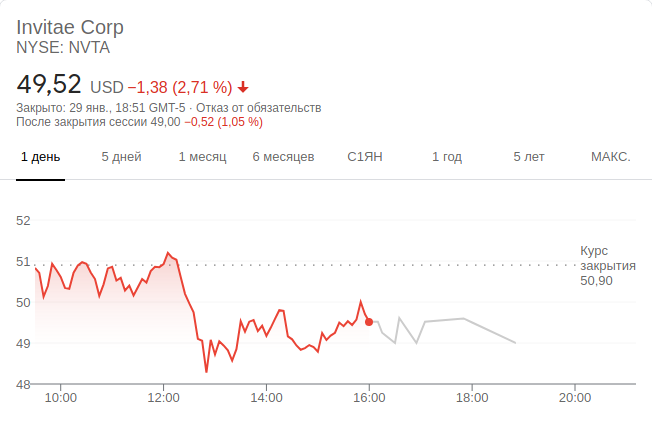 Invitae Corp
NYSE: NVTA
49,52 USD −1,38 (2,71 %)
Закрыто: 29 янв., 18:51 GMT-5 · Отказ от обязательств
После закрытия сессии 49,00 −0,52 (1,05 %)
1 день 5 дней 1 месяц 6 месяцев С1ЯН 1 год 5 лет МАКС.
52
51
50
49
48
Курс
закрытия
50,90
10:00 12:00 14:00 16:00 18:00 20:00